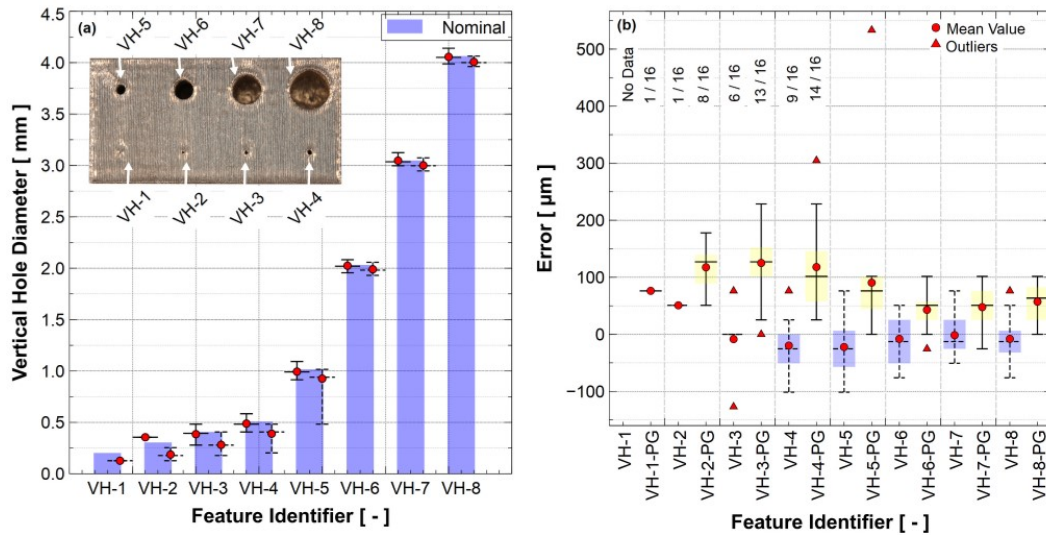 (a)
Nominal
VH-5
VH-6
VH-7
VH-8
VH-1
VH-2
VH-3
VH-4
Vertical Hole Diameter [ mm ]
4.5
4.0
3.5
3.0
2.5
2.0
1.5
1.0
0.5
0.0
VH-1
VH-2
VH-3
VH-4
VH-5
VH-6
VH-7
VH-8
Feature Identifier [ - ]
(b)
Mean Value
Outliers
No Data
1 / 16
1 / 16
8 / 16
6 / 16
13 / 16
9 / 16
14 / 16
Error [ µm ]
500
400
300
200
100
0
−100
VH-1
VH-1-PG
VH-2
VH-2-PG
VH-3
VH-3-PG
VH-4
VH-4-PG
VH-5
VH-5-PG
VH-6
VH-6-PG
VH-7
VH-7-PG
VH-8
VH-8-PG
Feature Identifier [ - ]